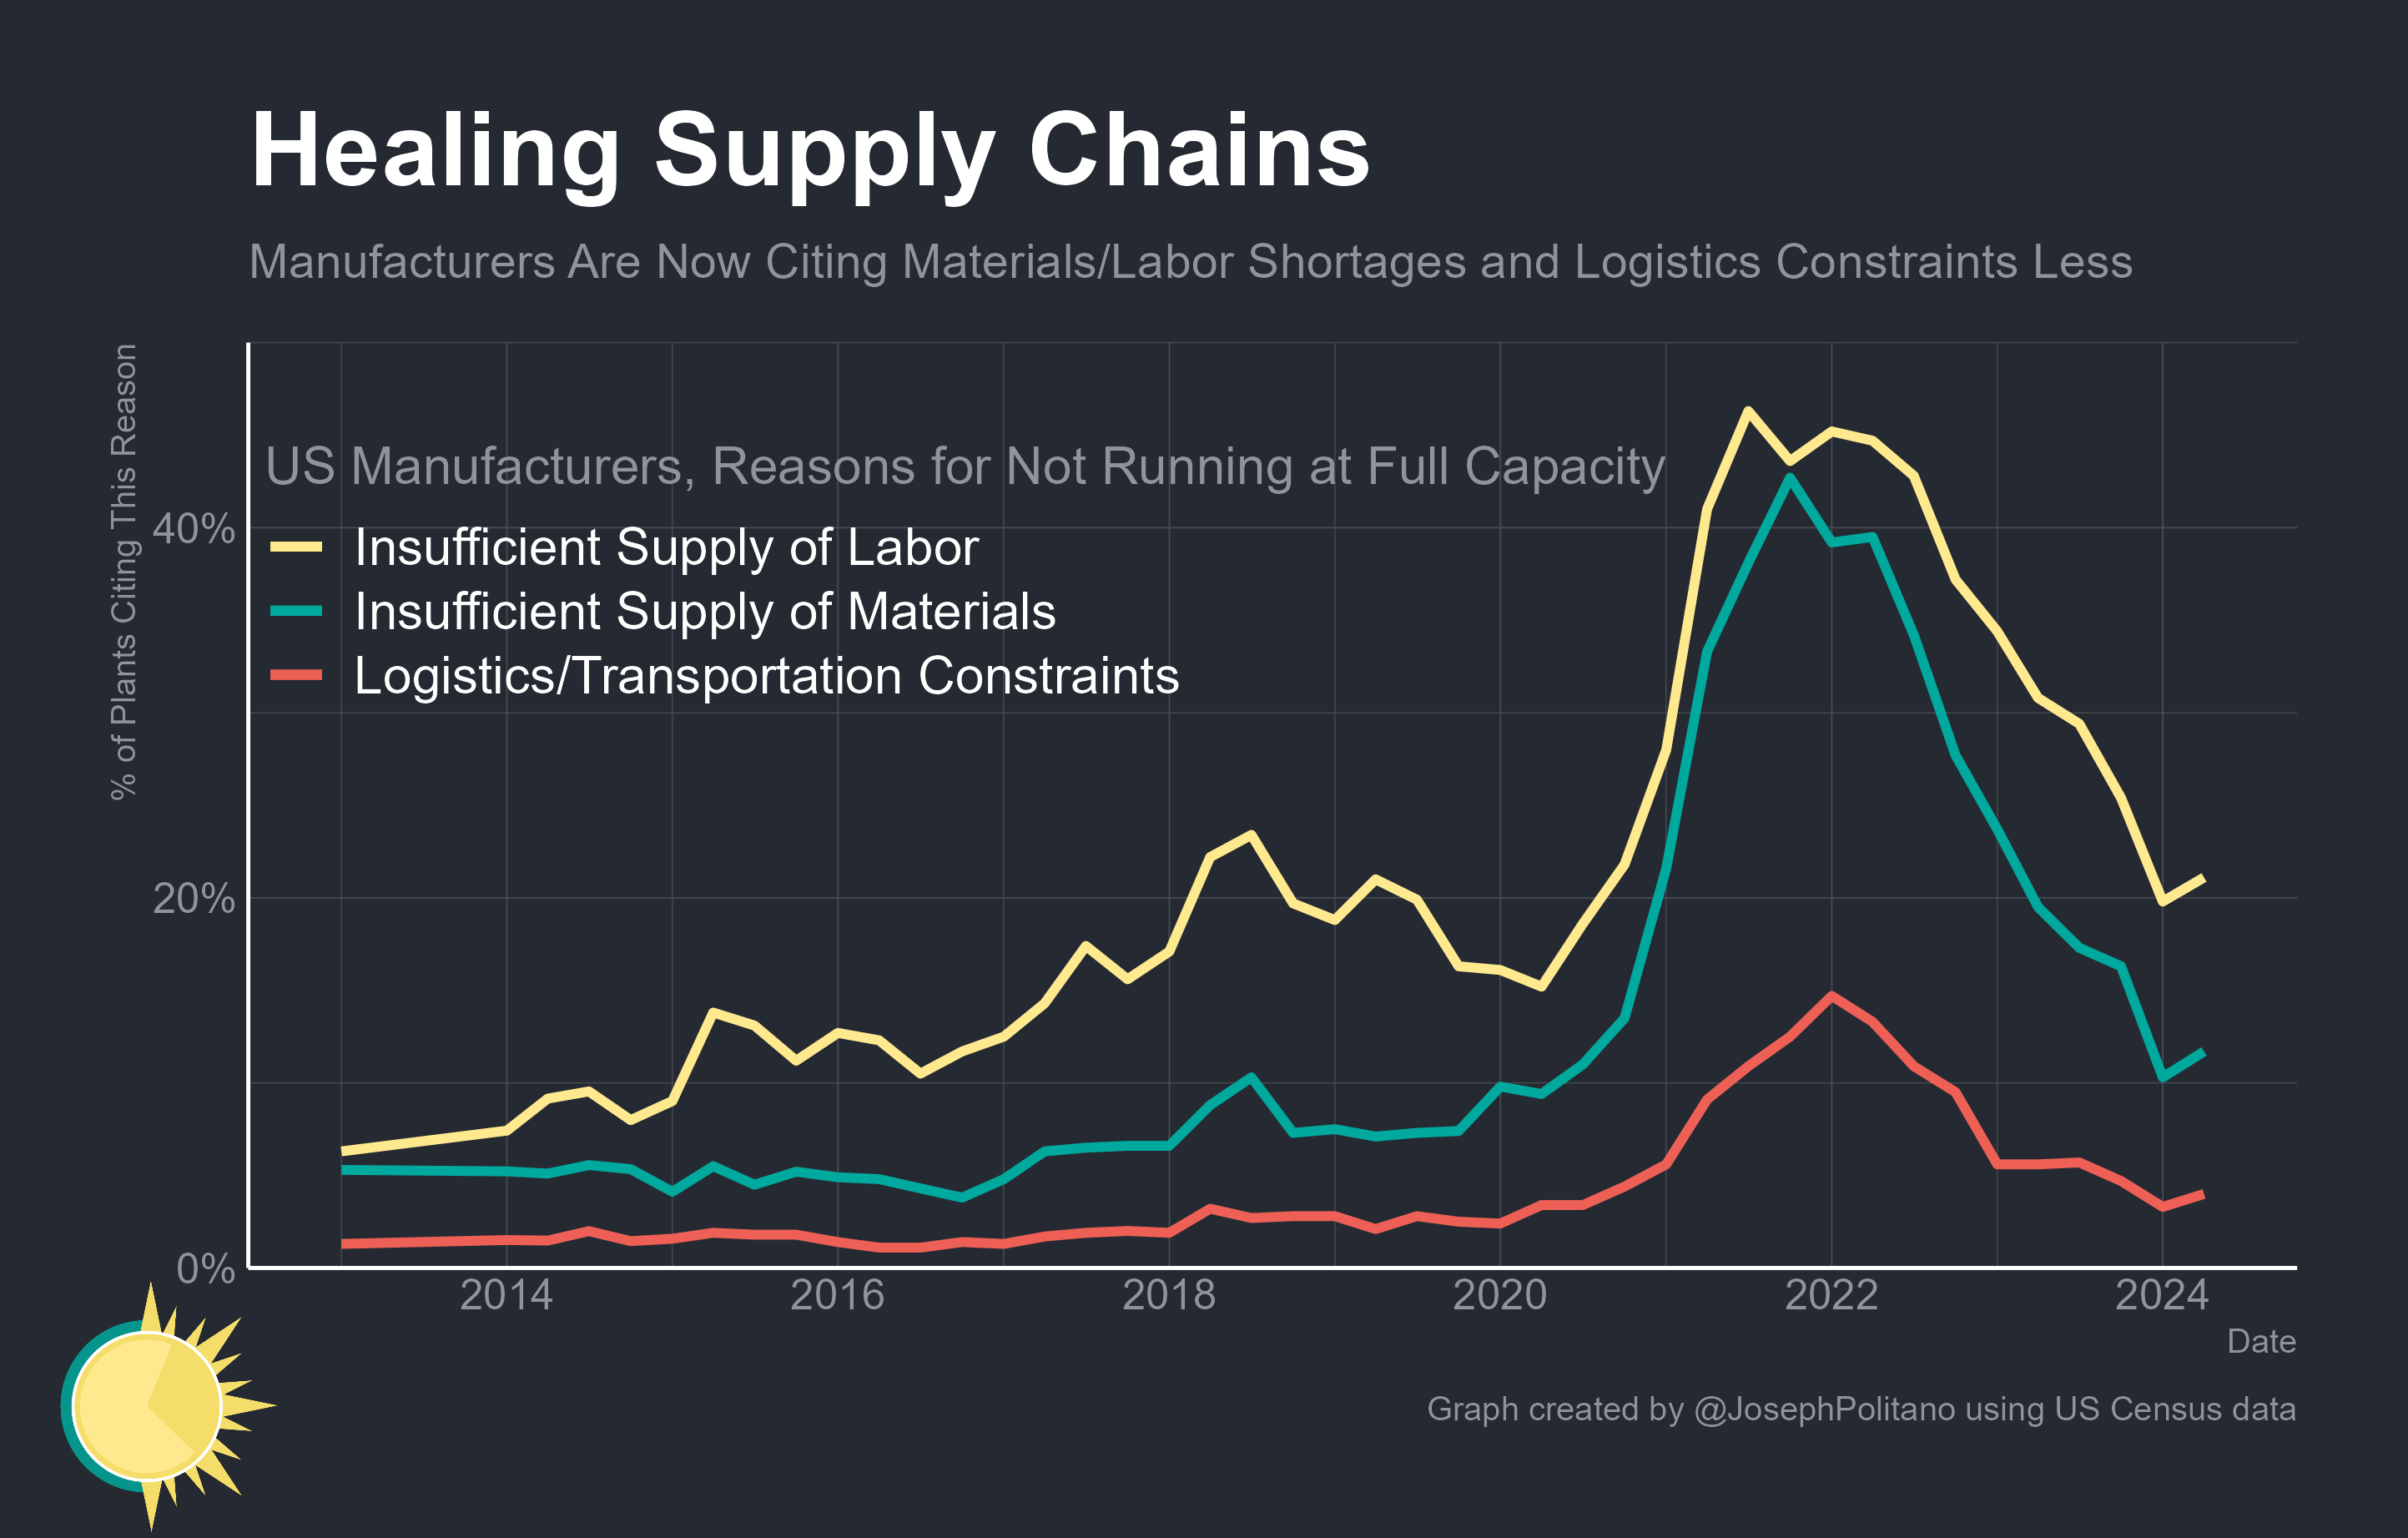 Healing Supply Chains
Manufacturers Are Now Citing Materials/Labor Shortages and Logistics Constraints Less
% of Plants Citing This Reason
US Manufacturers, Reasons for Not Running at Full Capacity
Insufficient Supply of Labor
Insufficient Supply of Materials
Logistics/Transportation Constraints
40%
20%
0%
2014 2016 2018 2020 2022 2024
Date
Graph created by @JosephPolitano using US Census data